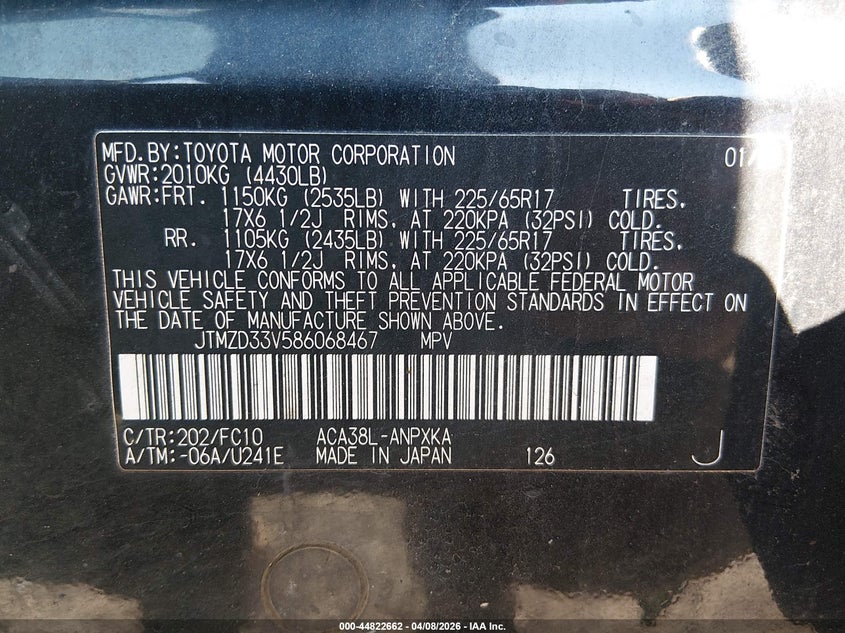 MFD.BY:TOYOTA MOTOR CORPORATION 01/
GVWR:2010KG (4430LB)
GAWR:FRT. 1150KG (2535LB) WITH 225/65R17 TIRES,
17X6 1/2J RIMS, AT 220KPA (32PSI) COLD.
RR. 1105KG (2435LB) WITH 225/65R17 TIRES,
17X6 1/2J RIMS, AT 220KPA (32PSI) COLD.
THIS VEHICLE CONFORMS TO ALL APPLICABLE FEDERAL MOTOR
VEHICLE SAFETY AND THEFT PREVENTION STANDARDS IN EFFECT ON
THE DATE OF MANUFACTURE SHOWN ABOVE.
JTMZD33V586068467 MPV
C/TR:202/FC10 ACA38L-ANPXKA
A/TM:-06A/U241E MADE IN JAPAN 126 J
000-44822662 - 04/08/2026 - IAA Inc.